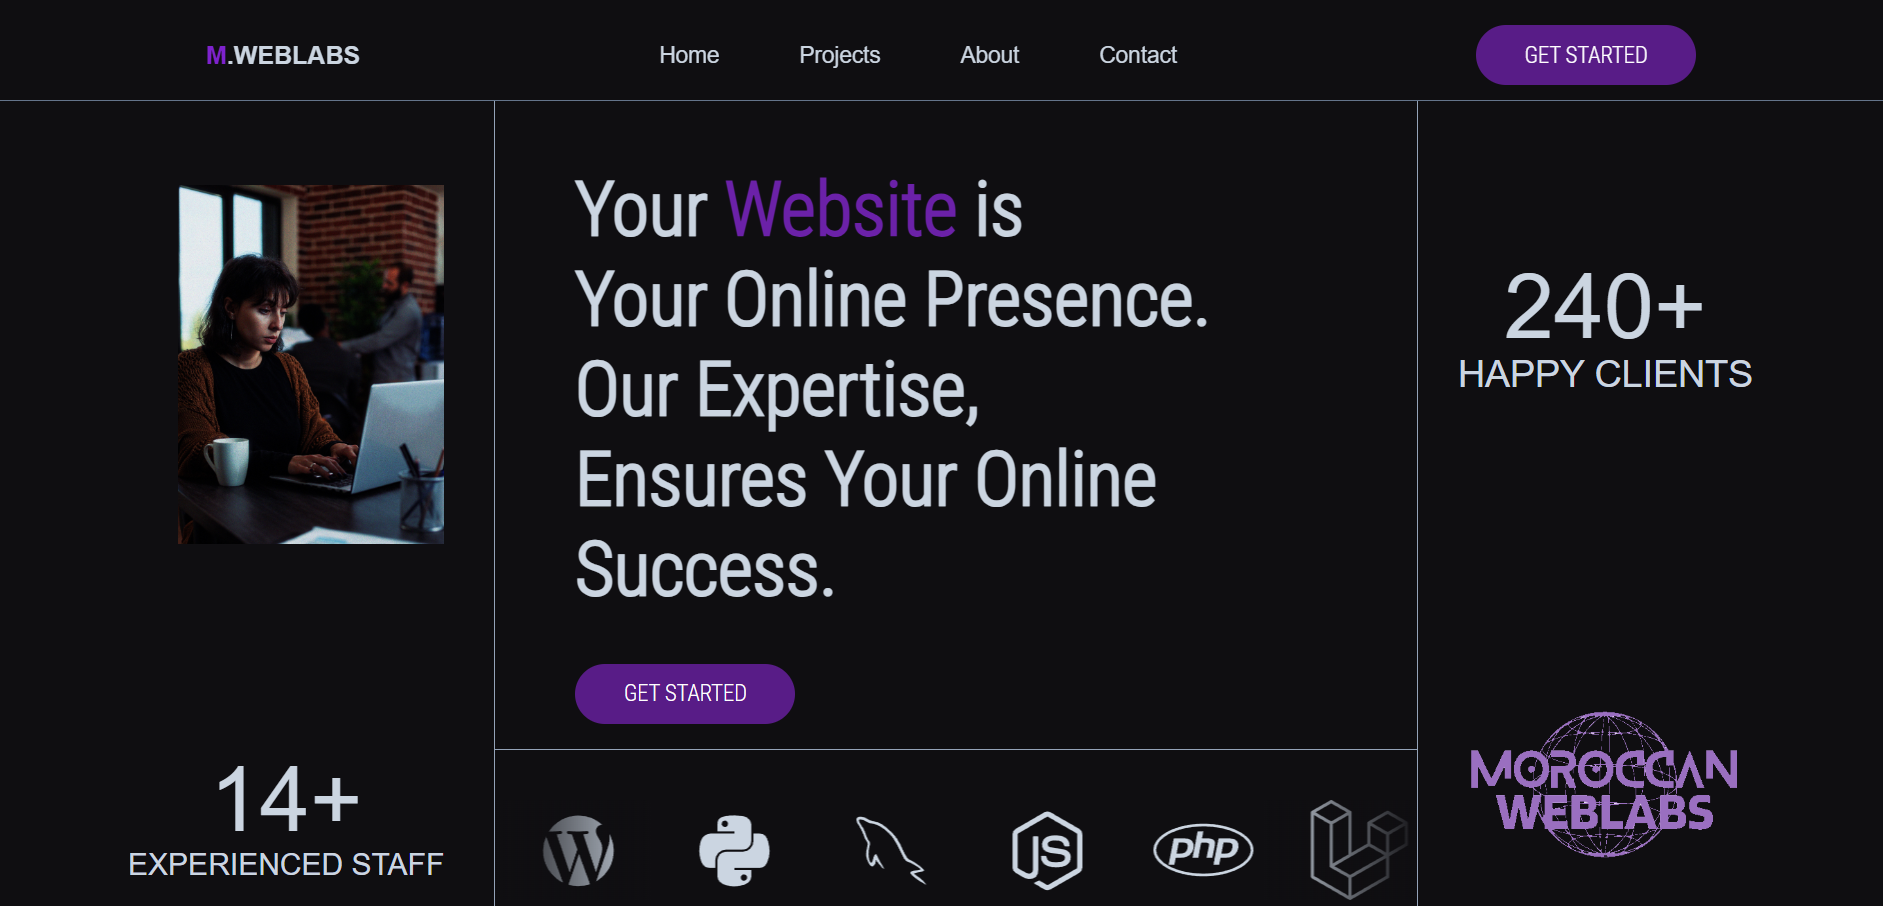 M.WEBLABS
Home
Projects
About
Contact
GET STARTED
Your Website is
Your Online Presence.
Our Expertise,
Ensures Your Online
Success.
GET STARTED
14+
EXPERIENCED STAFF
240+
HAPPY CLIENTS
W
JS
php
MOROCCAN
WEBLABS